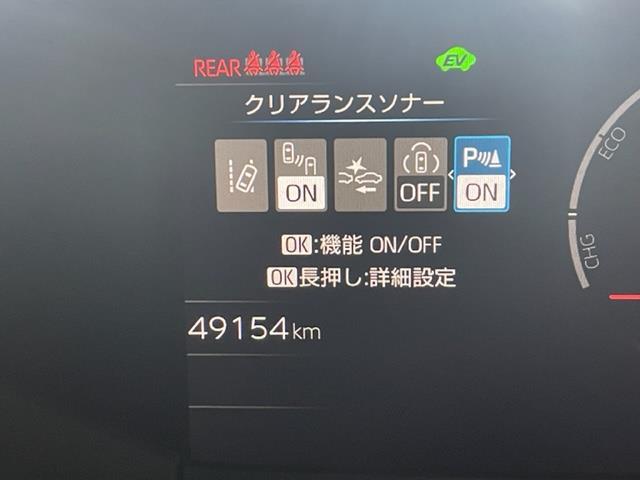 REAR
EV
クリアランスソナー
ON OFF P ON
OK:機能 ON/OFF
OK長押し:詳細設定
49154km
ECO
CHG